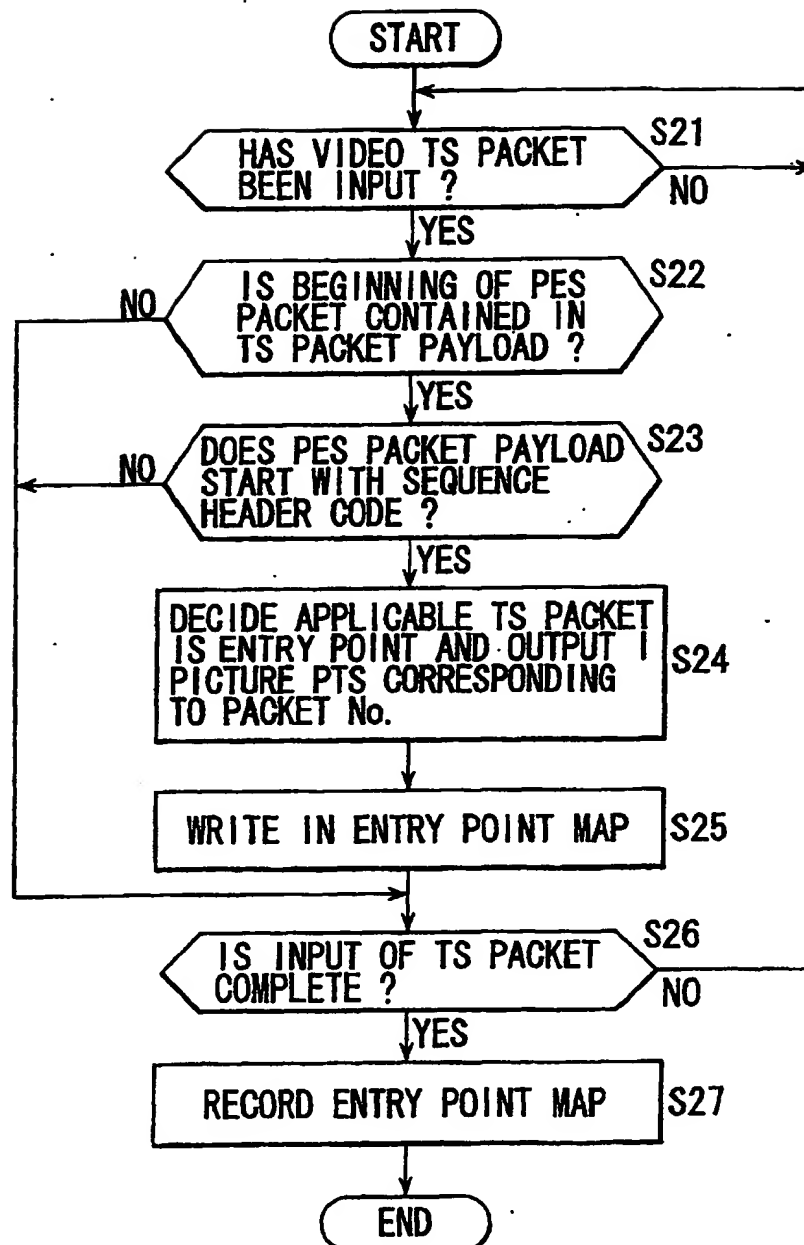 START
HAS VIDEO TS PACKET
BEEN INPUT ?
S21
NO
YES
IS BEGINNING OF PES
PACKET CONTAINED IN
TS PACKET PAYLOAD ?
S22
NO
YES
DOES PES PACKET PAYLOAD
START WITH SEQUENCE
HEADER CODE ?
S23
NO
YES
DECIDE APPLICABLE TS PACKET
IS ENTRY POINT AND OUTPUT I
PICTURE PTS CORRESPONDING
TO PACKET No.
S24
WRITE IN ENTRY POINT MAP
S25
IS INPUT OF TS PACKET
COMPLETE ?
S26
NO
YES
RECORD ENTRY POINT MAP
S27
END